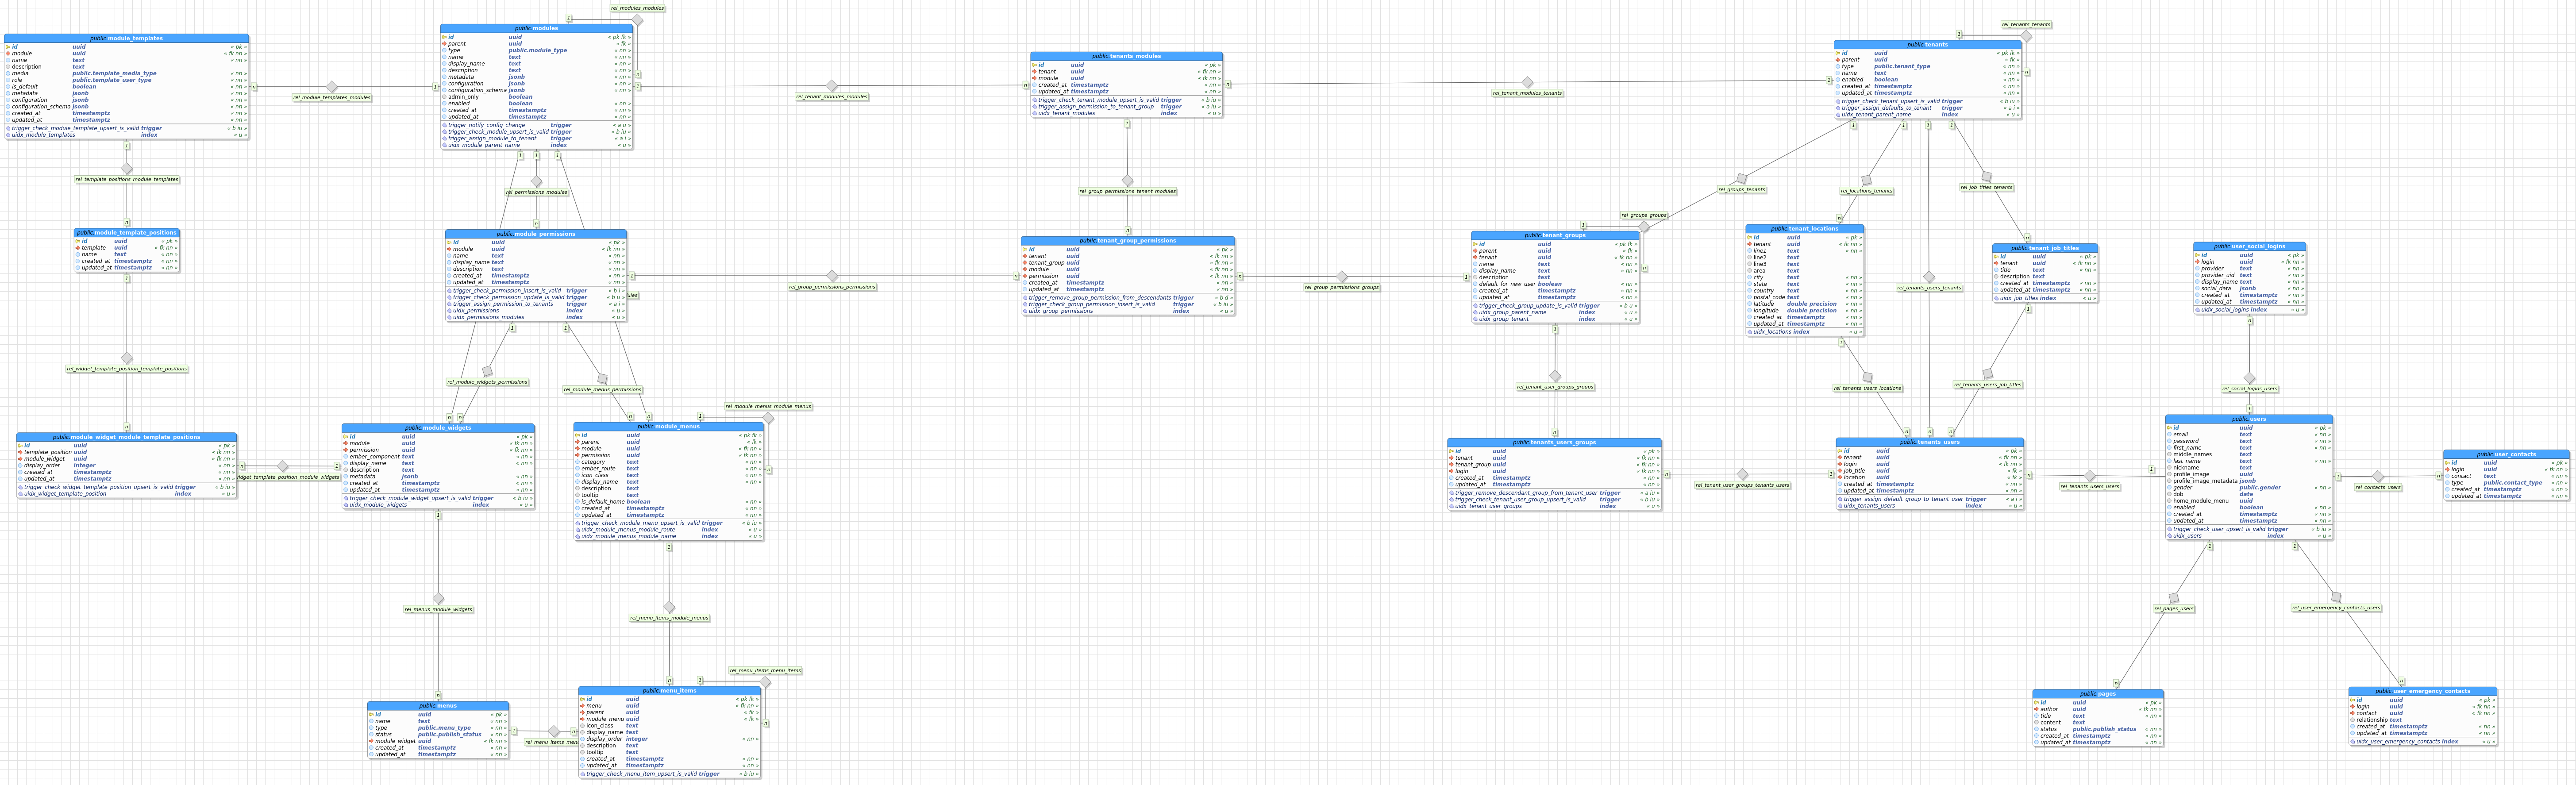 rel_modules_modules
rel_tenants_tenants
public.module_templates
id uuid « pk »
module uuid « fk nn »
name text « nn »
description text
media public.template_media_type « nn »
role public.template_user_type « nn »
is_default boolean « nn »
metadata jsonb « nn »
configuration jsonb « nn »
configuration_schema jsonb « nn »
created_at timestamptz « nn »
updated_at timestamptz « nn »
trigger_check_module_template_upsert_is_valid trigger « b iu »
uidx_module_templates index « u »
rel_module_templates_modules
public.modules
id uuid « pk fk »
parent uuid « fk »
type public.module_type « nn »
name text « nn »
display_name text « nn »
description text « nn »
metadata jsonb « nn »
configuration jsonb « nn »
configuration_schema jsonb « nn »
admin_only boolean
enabled boolean « nn »
created_at timestamptz « nn »
updated_at timestamptz « nn »
trigger_notify_config_change trigger « a u »
trigger_check_module_upsert_is_valid trigger « b iu »
trigger_assign_module_to_tenant trigger « a i »
uidx_module_parent_name index « u »
rel_tenant_modules_modules
public.tenants_modules
id uuid « pk »
tenant uuid « fk nn »
module uuid « fk nn »
created_at timestamptz « nn »
updated_at timestamptz « nn »
trigger_check_tenant_module_upsert_is_valid trigger « b iu »
trigger_assign_permission_to_tenant_group trigger « a iu »
uidx_tenant_modules index « u »
rel_tenant_modules_tenants
public.tenants
id uuid « pk fk »
parent uuid « fk »
type public.tenant_type « nn »
name text « nn »
enabled boolean « nn »
created_at timestamptz « nn »
updated_at timestamptz « nn »
trigger_check_tenant_upsert_is_valid trigger « b iu »
trigger_assign_defaults_to_tenant trigger « a i »
uidx_tenant_parent_name index « u »
rel_template_positions_module_templates
rel_permissions_modules
rel_group_permissions_tenant_modules
rel_groups_tenants
rel_locations_tenants
rel_job_titles_tenants
rel_groups_groups
public.module_template_positions
id uuid « pk »
template uuid « fk nn »
name text « nn »
created_at timestamptz « nn »
updated_at timestamptz « nn »
public.module_permissions
id uuid « pk »
module uuid « fk nn »
name text « nn »
display_name text « nn »
description text « nn »
created_at timestamptz « nn »
updated_at timestamptz « nn »
trigger_check_permission_insert_is_valid trigger « b i »
trigger_check_permission_update_is_valid trigger « b u »
trigger_assign_permission_to_tenants trigger « a i »
uidx_permissions index « u »
uidx_permissions_modules index « u »
ules
rel_group_permissions_permissions
public.tenant_group_permissions
id uuid « pk »
tenant uuid « fk nn »
tenant_group uuid « fk nn »
module uuid « fk nn »
permission uuid « fk nn »
created_at timestamptz « nn »
updated_at timestamptz « nn »
trigger_remove_group_permission_from_descendants trigger « b d »
trigger_check_group_permission_insert_is_valid trigger « b iu »
uidx_group_permissions index « u »
rel_group_permissions_groups
public.tenant_groups
id uuid « pk fk »
parent uuid « fk nn »
tenant uuid « fk nn »
name text « nn »
display_name text « nn »
description text
default_for_new_user boolean « nn »
created_at timestamptz « nn »
updated_at timestamptz « nn »
trigger_check_group_update_is_valid trigger « b u »
uidx_group_parent_name index « u »
uidx_group_tenant index « u »
public.tenant_locations
id uuid « pk »
tenant uuid « fk nn »
line1 text « nn »
line2 text
line3 text
area text
city text « nn »
state text « nn »
country text « nn »
postal_code text « nn »
latitude double precision « nn »
longitude double precision « nn »
created_at timestamptz « nn »
updated_at timestamptz « nn »
uidx_locations index « u »
rel_tenants_users_tenants
public.tenant_job_titles
id uuid « pk »
tenant uuid « fk nn »
title text « nn »
description text
created_at timestamptz « nn »
updated_at timestamptz « nn »
uidx_job_titles index « u »
public.user_social_logins
id uuid « pk »
login uuid « fk nn »
provider text « nn »
provider_uid text « nn »
display_name text « nn »
social_data jsonb « nn »
created_at timestamptz « nn »
updated_at timestamptz « nn »
uidx_social_logins index « u »
rel_widget_template_position_template_positions
rel_module_widgets_permissions
rel_module_menus_permissions
rel_tenant_user_groups_groups
rel_tenants_users_locations
rel_tenants_users_job_titles
rel_social_logins_users
rel_module_menus_module_menus
public.module_widget_module_template_positions
id uuid « pk »
template_position uuid « fk nn »
module_widget uuid « fk nn »
display_order integer « nn »
created_at timestamptz « nn »
updated_at timestamptz « nn »
trigger_check_widget_template_position_upsert_is_valid trigger « b iu »
uidx_widget_template_position index « u »
widget_template_position_module_widgets
public.module_widgets
id uuid « pk »
module uuid « fk nn »
permission uuid « fk nn »
ember_component text « nn »
display_name text « nn »
description text
metadata jsonb « nn »
created_at timestamptz « nn »
updated_at timestamptz « nn »
trigger_check_module_widget_upsert_is_valid trigger « b iu »
uidx_module_widgets index « u »
public.module_menus
id uuid « pk fk »
parent uuid « fk »
module uuid « fk nn »
permission uuid « fk nn »
category text « nn »
ember_route text « nn »
icon_class text « nn »
display_name text « nn »
description text
tooltip text
is_default_home boolean « nn »
created_at timestamptz « nn »
updated_at timestamptz « nn »
trigger_check_module_menu_upsert_is_valid trigger « b iu »
uidx_module_menus_module_route index « u »
uidx_module_menus_module_name index « u »
public.tenants_users_groups
id uuid « pk »
tenant uuid « fk nn »
tenant_group uuid « fk nn »
login uuid « fk nn »
created_at timestamptz « nn »
updated_at timestamptz « nn »
trigger_remove_descendant_group_from_tenant_user trigger « a iu »
trigger_check_tenant_user_group_upsert_is_valid trigger « b iu »
uidx_tenant_user_groups index « u »
rel_tenant_user_groups_tenants_users
public.tenants_users
id uuid « pk »
tenant uuid « fk nn »
login uuid « fk nn »
job_title uuid « fk »
location uuid « fk »
created_at timestamptz « nn »
updated_at timestamptz « nn »
trigger_assign_default_group_to_tenant_user trigger « a i »
uidx_tenants_users index « u »
rel_tenants_users_users
public.users
id uuid « pk »
email text « nn »
password text « nn »
first_name text « nn »
middle_names text
last_name text « nn »
nickname text
profile_image text
profile_image_metadata jsonb
gender public.gender « nn »
dob date
home_module_menu uuid
enabled boolean « nn »
created_at timestamptz « nn »
updated_at timestamptz « nn »
trigger_check_user_upsert_is_valid trigger « b iu »
uidx_users index « u »
rel_contacts_users
public.user_contacts
id uuid « pk »
login uuid « fk nn »
contact text « nn »
type public.contact_type « nn »
created_at timestamptz « nn »
updated_at timestamptz « nn »
rel_menus_module_widgets
rel_menu_items_module_menus
rel_pages_users
rel_user_emergency_contacts_users
rel_menu_items_menu_items
public.menus
id uuid « pk »
name text « nn »
type public.menu_type « nn »
status public.publish_status « nn »
module_widget uuid « fk nn »
created_at timestamptz « nn »
updated_at timestamptz « nn »
rel_menu_items_men
public.menu_items
id uuid « pk fk »
menu uuid « fk nn »
parent uuid « fk »
module_menu uuid « fk »
icon_class text
display_name text
display_order integer « nn »
description text
tooltip text
created_at timestamptz « nn »
updated_at timestamptz « nn »
trigger_check_menu_item_upsert_is_valid trigger « b iu »
public.pages
id uuid « pk »
author uuid « fk nn »
title text « nn »
content text
status public.publish_status « nn »
created_at timestamptz « nn »
updated_at timestamptz « nn »
public.user_emergency_contacts
id uuid « pk »
login uuid « fk nn »
contact uuid « fk nn »
relationship text
created_at timestamptz « nn »
updated_at timestamptz « nn »
uidx_user_emergency_contacts index « u »